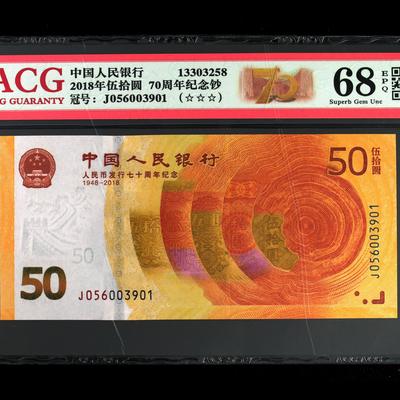 ACG
NG GUARANTY
中国人民银行 13303258
2018年伍拾圆 70周年纪念钞
冠号: J056003901 (☆☆☆)
70
68
EPQ
Superb Gem Unc
中国人民银行
人民币发行七十周年纪念
1948-2018
50
伍拾圆
J056003901
50
J056003901